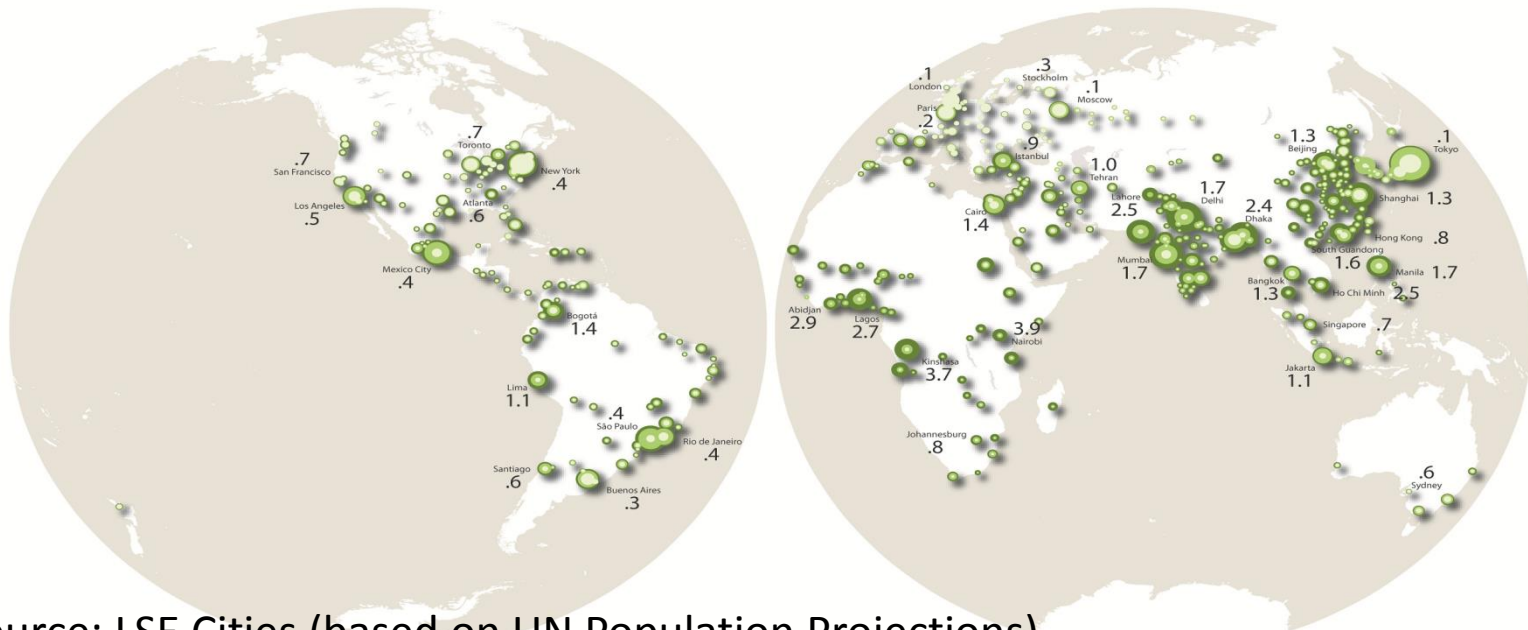 .7
Toronto
.7
San Francisco
New York
.4
Los Angeles
.5
Atlanta
.6
Mexico City
.4
Bogotá
1.4
Lima
1.1
.4
São Paulo
Rio de Janeiro
.4
Santiago
.6
Buenos Aires
.3
.1
London
.3
Stockholm
.1
Moscow
Paris
.2
.9
Istanbul
1.0
Tehran
1.3
Beijing
.1
Tokyo
Cairo
1.4
Lahore
2.5
1.7
Delhi
2.4
Dhaka
Shanghai 1.3
Hong Kong .8
South Guandong
1.6
Mumbai
1.7
Manila 1.7
Bangkok
1.3
Ho Chi Minh 2.5
Abidjan
2.9
Lagos
2.7
3.9
Nairobi
Singapore .7
Kinshasa
3.7
Jakarta
1.1
Johannesburg
.8
.6
Sydney
ource: LSE Cities (based on UN Population Projections)